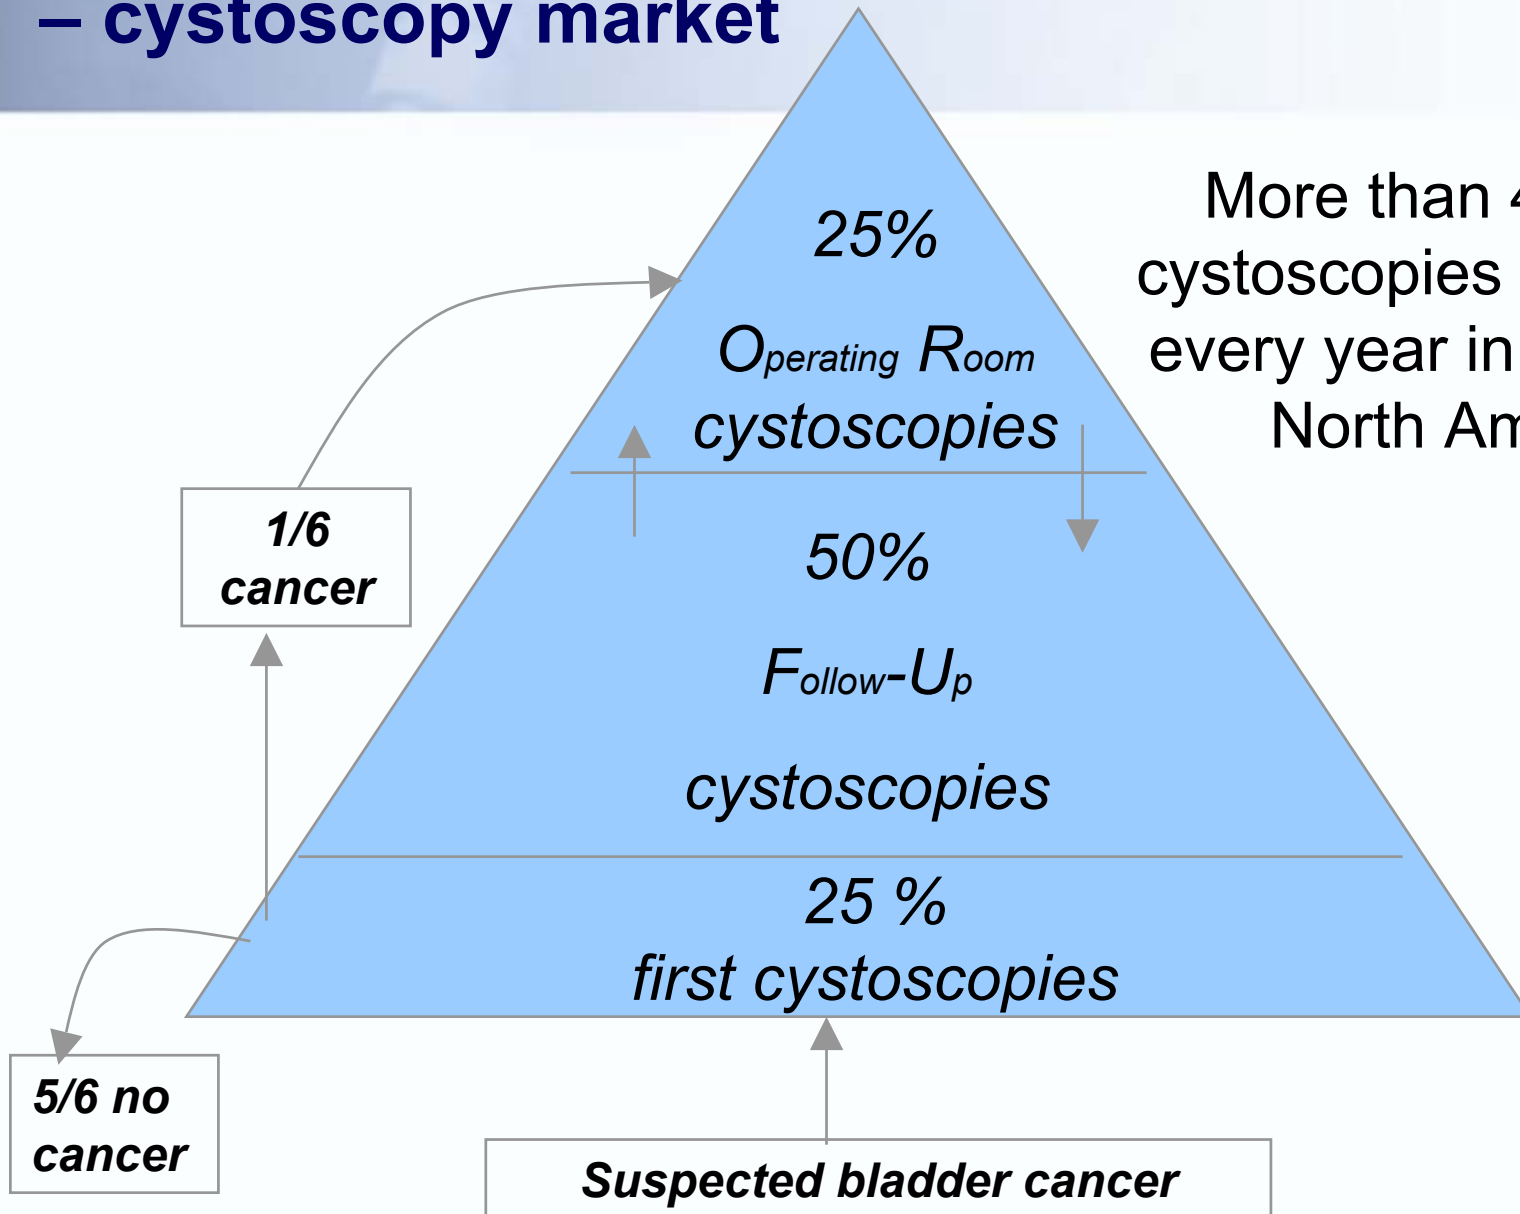 – cystoscopy market
More than 4
cystoscopies
every year in
North Am
25%
Operating Room
cystoscopies
1/6
cancer
50%
Follow-Up
cystoscopies
25 %
first cystoscopies
5/6 no
cancer
Suspected bladder cancer